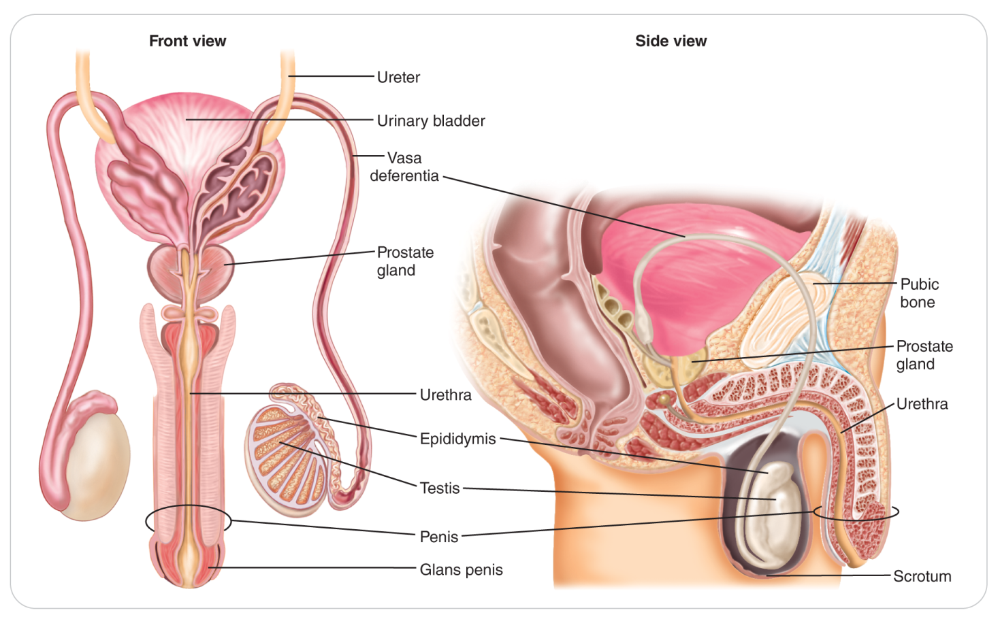 Front view
Side view
Ureter
Urinary bladder
Vasa
deferentia
Prostate
gland
Urethra
Epididymis
Testis
Penis
Glans penis
Pubic
bone
Prostate
gland
Urethra
Scrotum